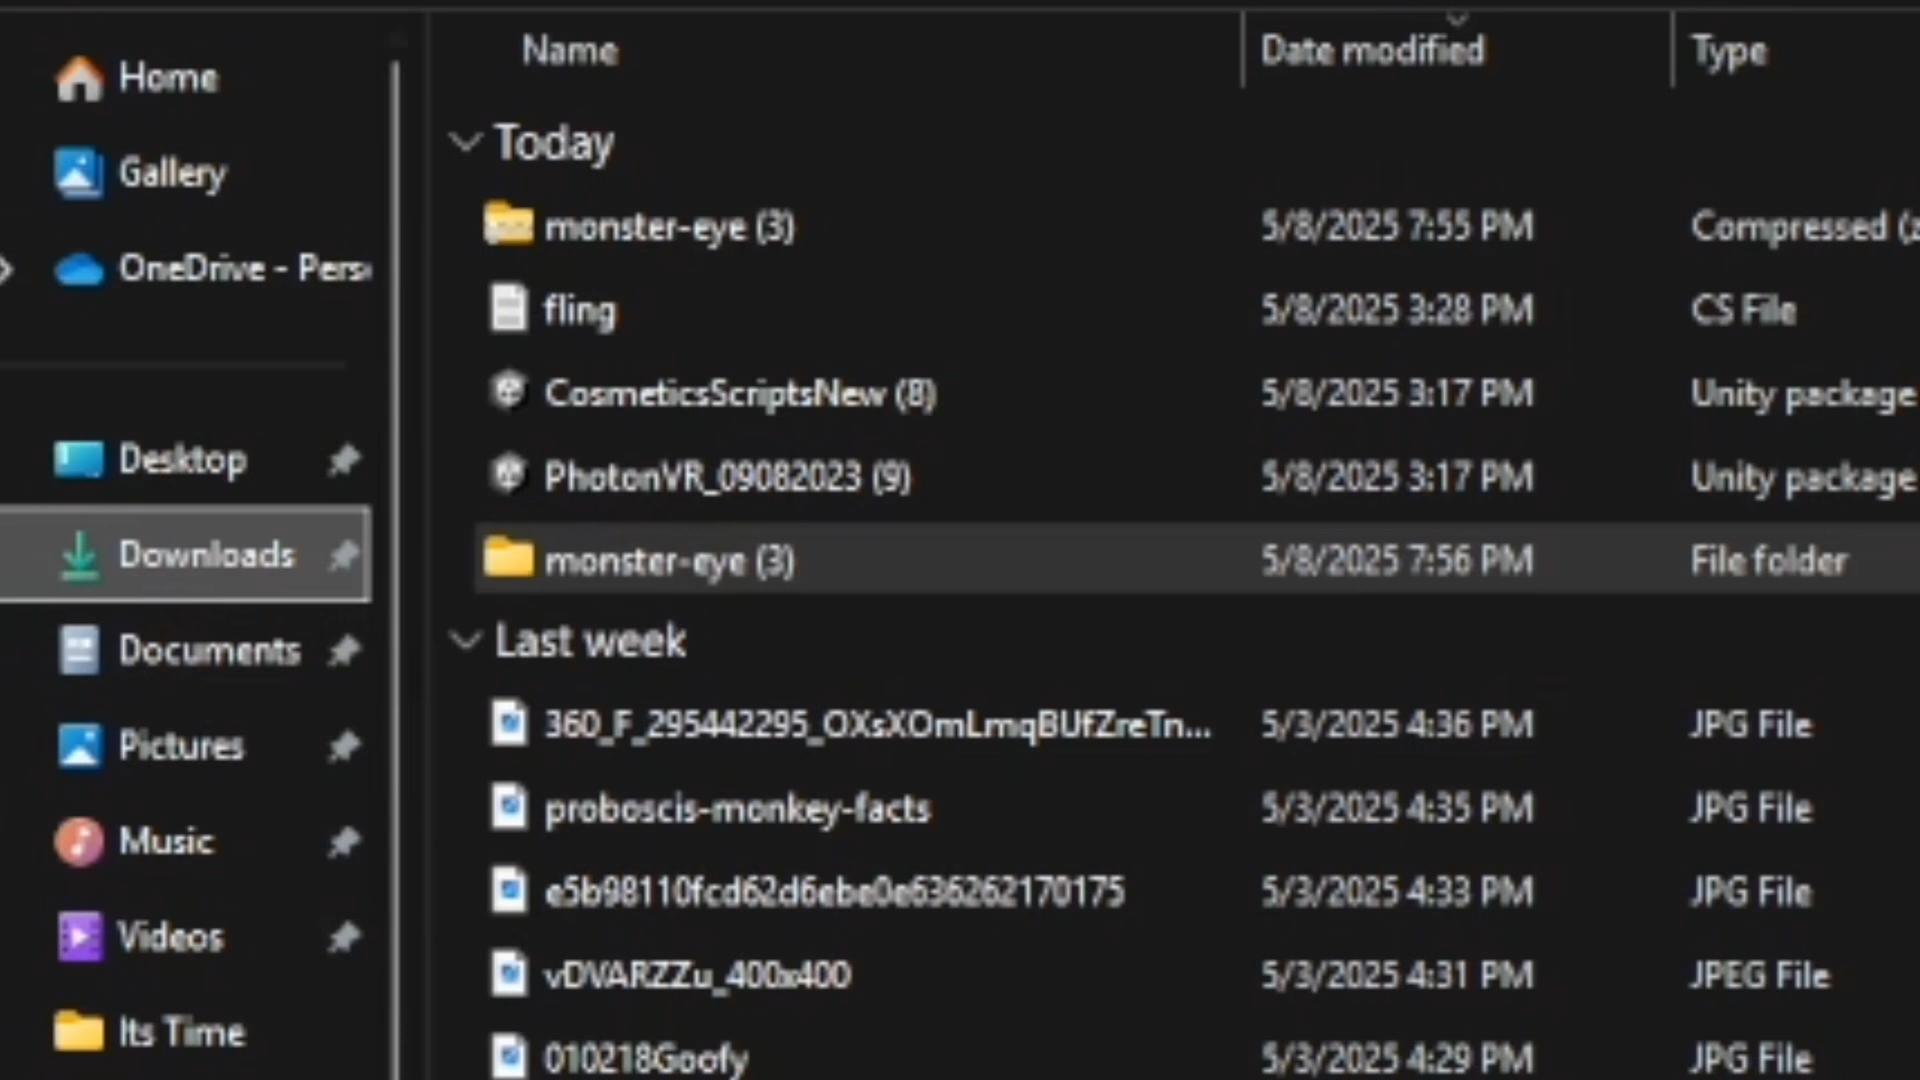 Name Date modified Type
Home
Gallery
OneDrive - Pers
Desktop
Downloads
Documents
Pictures
Music
Videos
Its Time
Today
monster-eye (3) 5/8/2025 7:55 PM Compressed (z
fling 5/8/2025 3:28 PM CS File
CosmeticsScriptsNew (8) 5/8/2025 3:17 PM Unity package
PhotonVR_09082023 (9) 5/8/2025 3:17 PM Unity package
monster-eye (3) 5/8/2025 7:56 PM File folder
Last week
360_F_295442295_OXsXOmLmqBUfZreTn... 5/3/2025 4:36 PM JPG File
proboscis-monkey-facts 5/3/2025 4:35 PM JPG File
e5b98110fcd62d6ebe0e636262170175 5/3/2025 4:33 PM JPG File
vDVARZZu_400x400 5/3/2025 4:31 PM JPEG File
010218Goofy 5/3/2025 4:29 PM JPG File